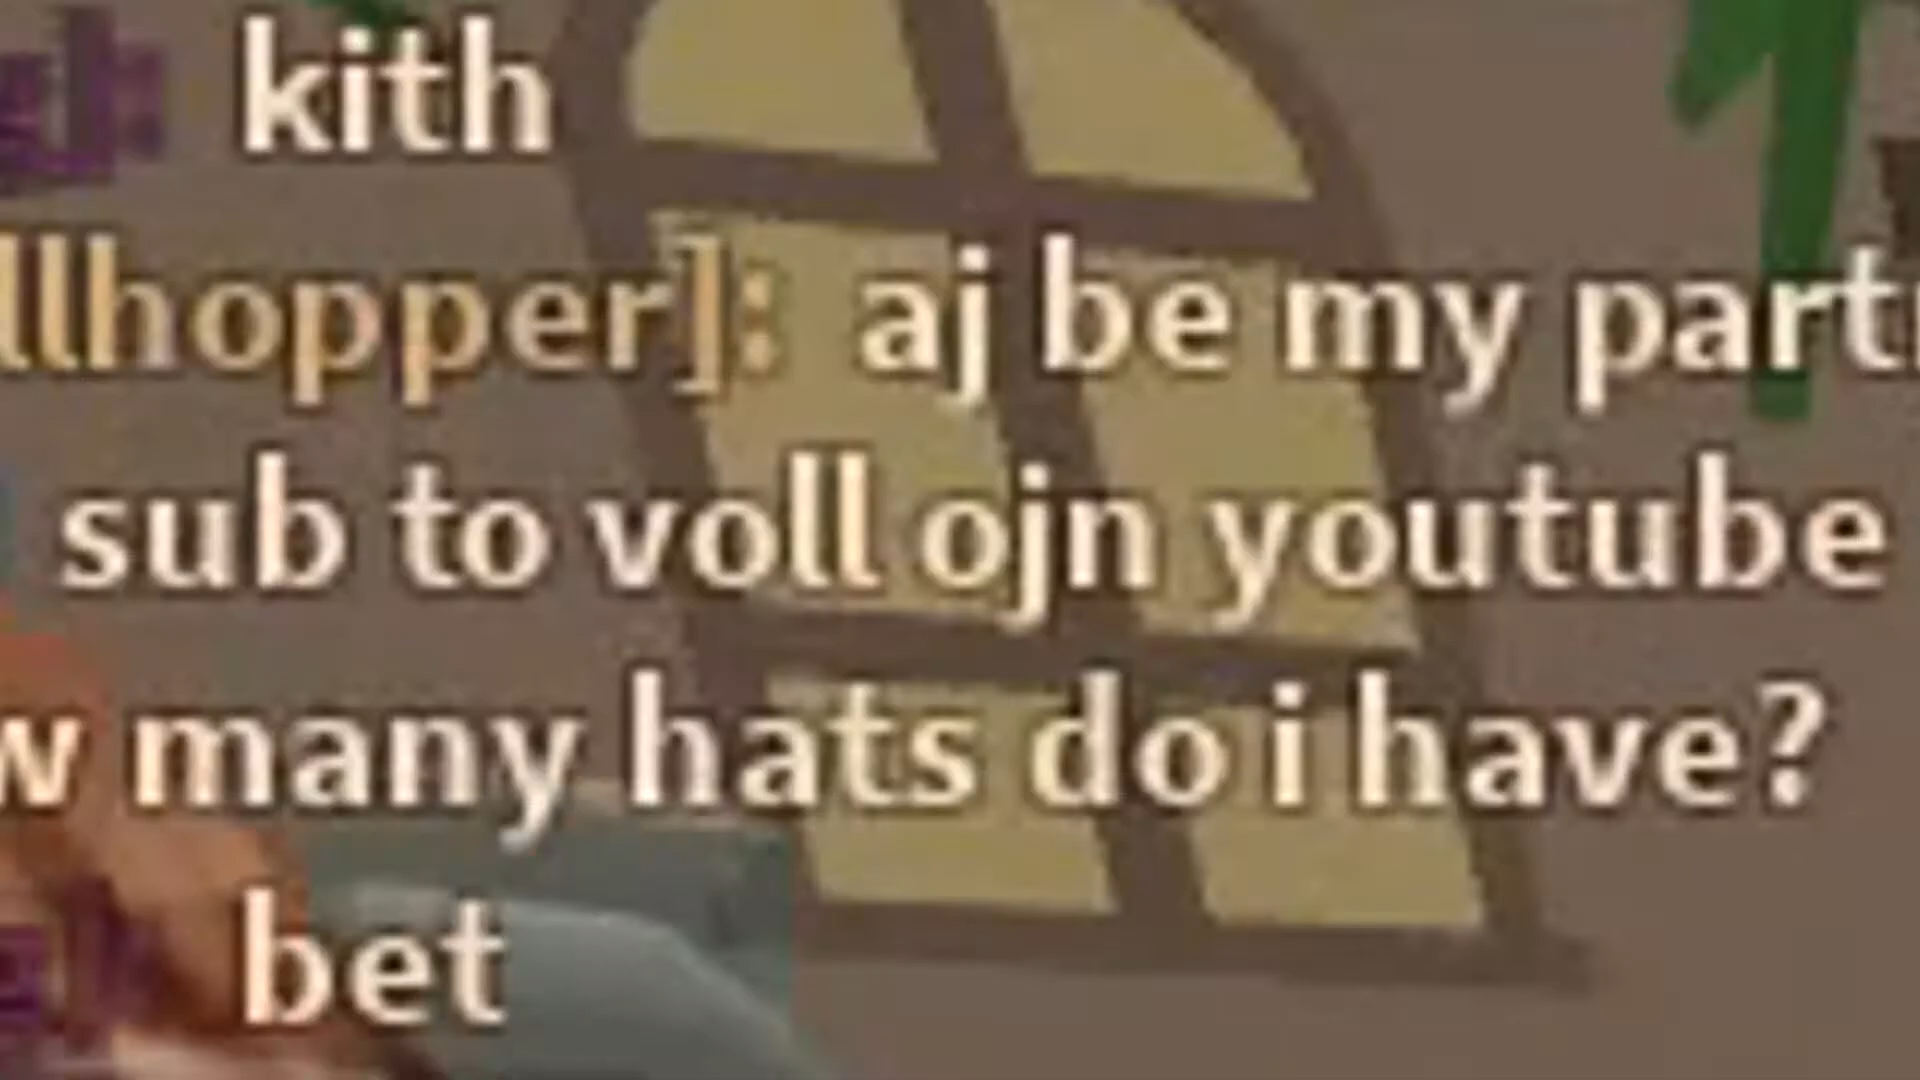 kith
llhopper]: aj be my part
sub to voll ojn youtube
w many hats do i have?
bet